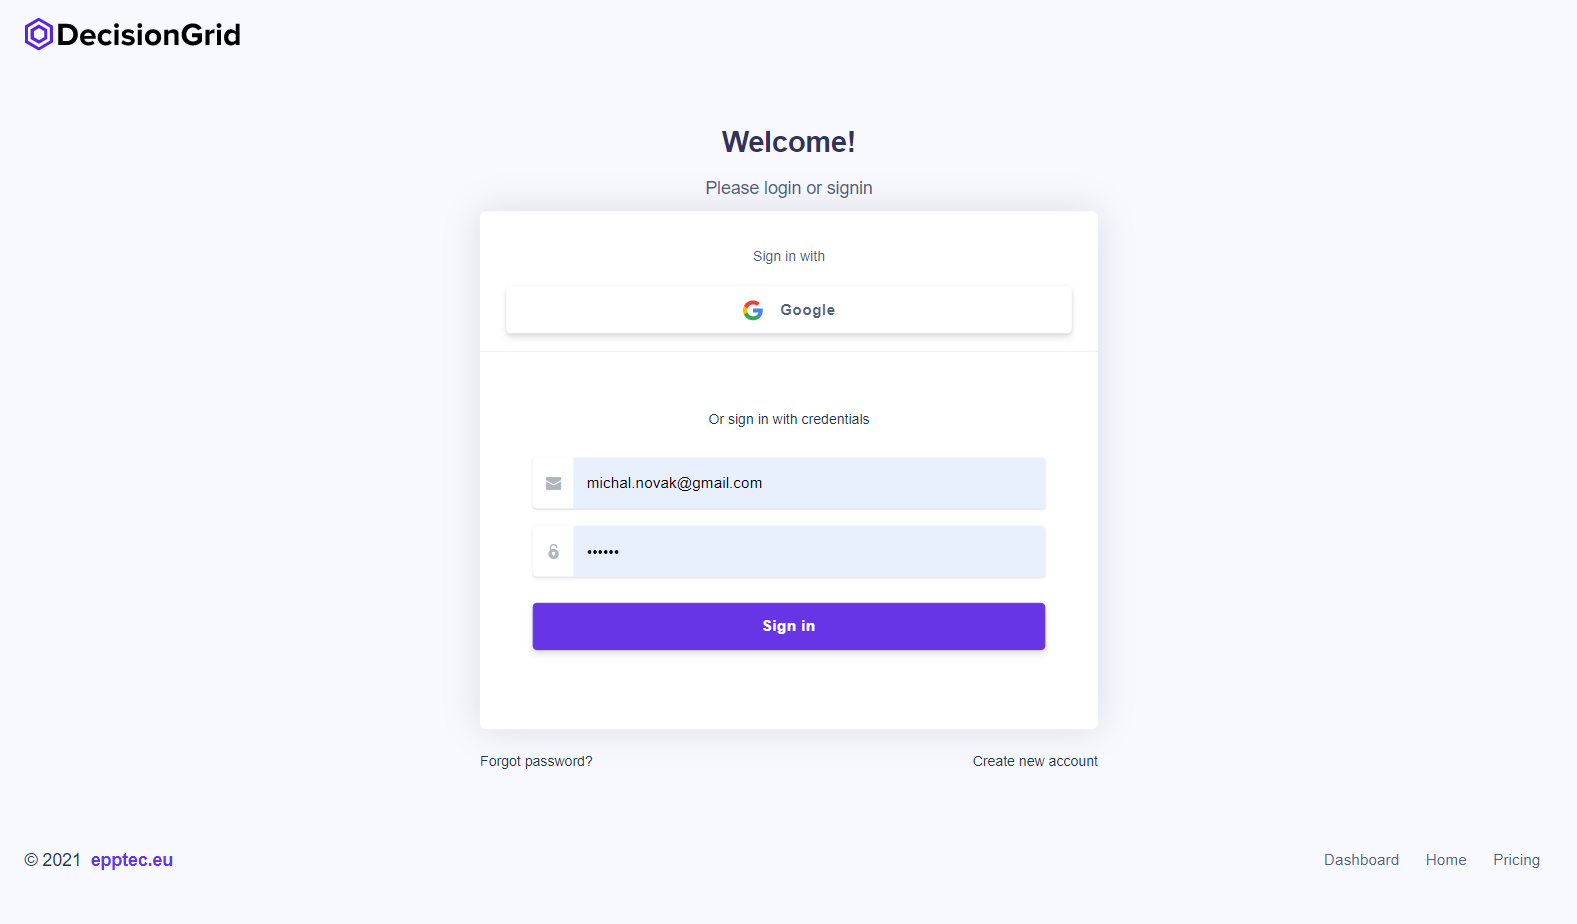 DecisionGrid
Welcome!
Please login or signin
Sign in with
Google
Or sign in with credentials
michal.novak@gmail.com
••••••
Sign in
Forgot password?
Create new account
© 2021 epptec.eu
Dashboard Home Pricing